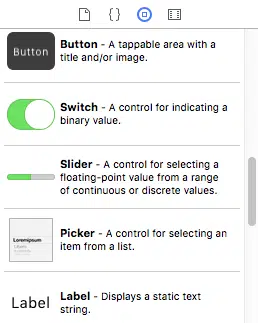 Button
Button - A tappable area with a
title and/or image.
Switch - A control for indicating a
binary value.
Slider - A control for selecting a
floating-point value from a range
of continuous or discrete values.
Loremipsum
Picker - A control for selecting an
item from a list.
Label
Label - Displays a static text
string.